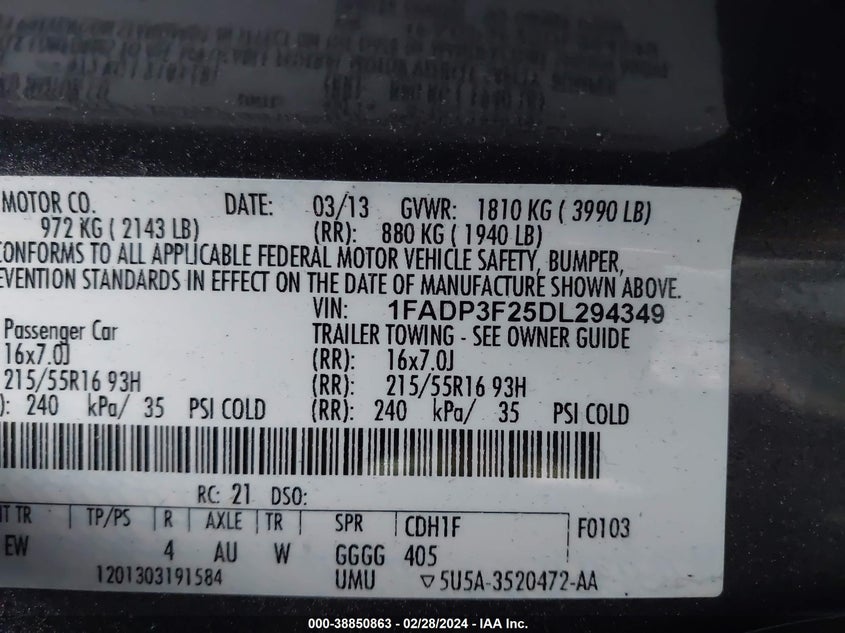 MOTOR CO. DATE: 03/13 GVWR: 1810 KG ( 3990 LB)
972 KG ( 2143 LB) (RR): 880 KG ( 1940 LB)
CONFORMS TO ALL APPLICABLE FEDERAL MOTOR VEHICLE SAFETY, BUMPER,
EVENTION STANDARDS IN EFFECT ON THE DATE OF MANUFACTURE SHOWN ABOVE.
VIN: 1FADP3F25DL294349
Passenger Car TRAILER TOWING - SEE OWNER GUIDE
16x7.0J (RR): 16x7.0J
215/55R16 93H (RR): 215/55R16 93H
): 240 kPa/ 35 PSI COLD (RR): 240 kPa/ 35 PSI COLD
RC: 21 DSO:
NT TR TP/PS R AXLE TR SPR CDH1F F0103
EW 4 AU W GGGG 405
1201303191584 UMU ▽5U5A-3520472-AA
000-38850863 - 02/28/2024 - IAA Inc.